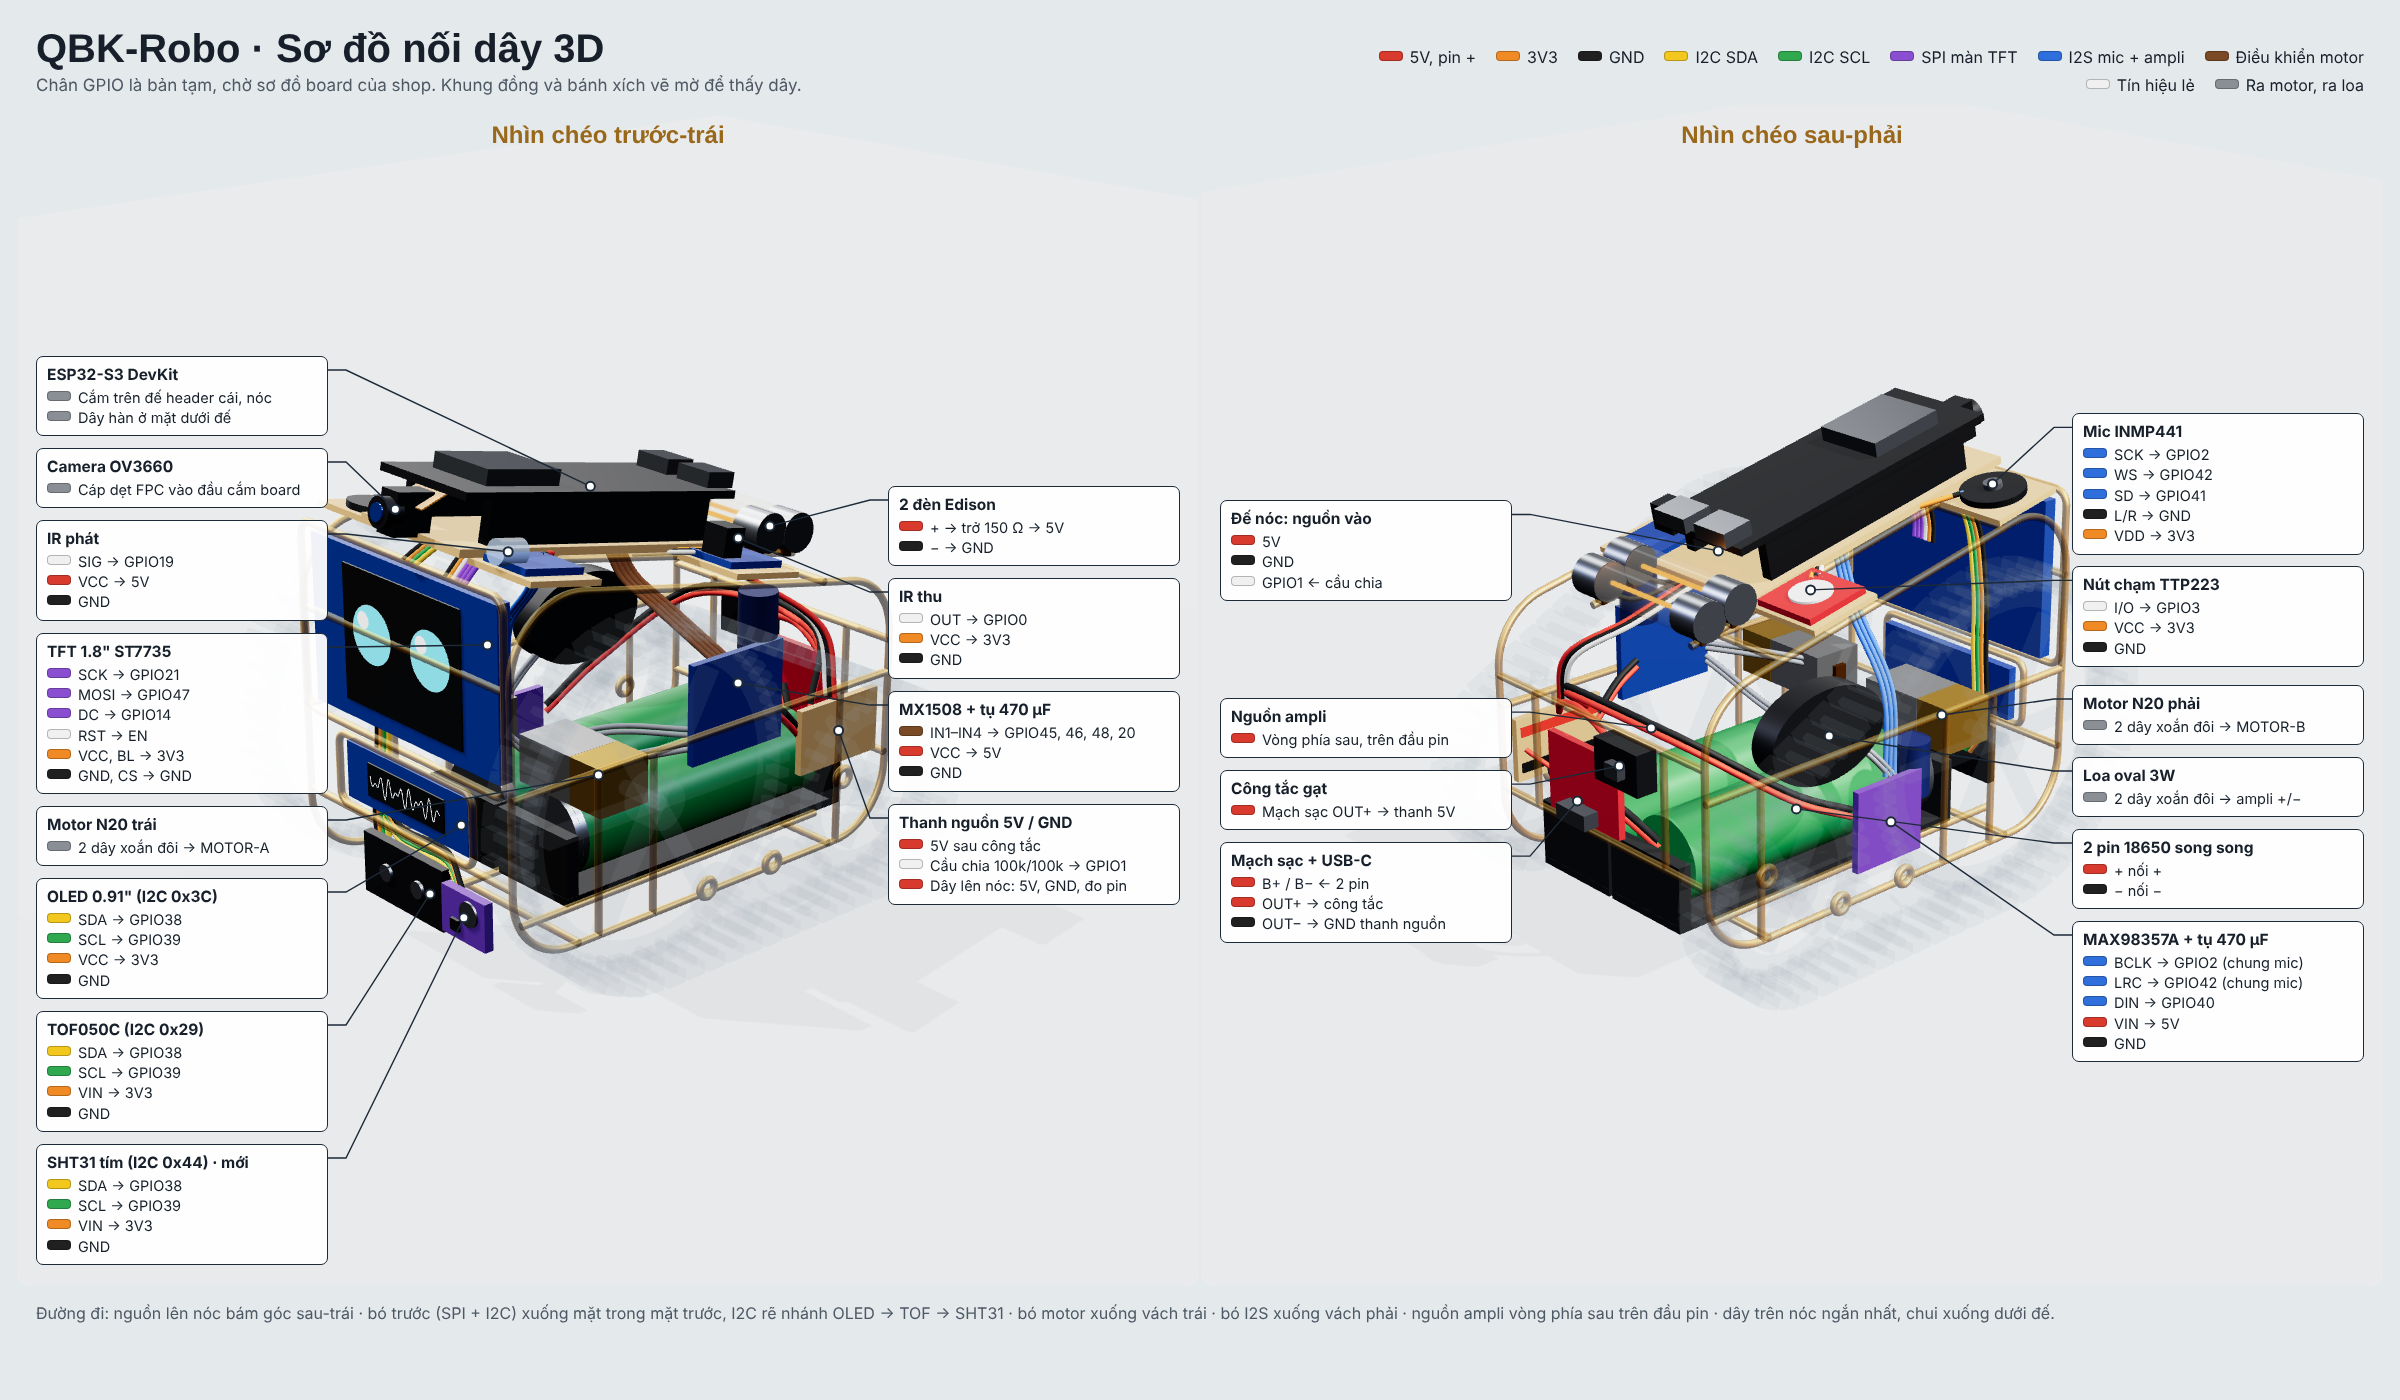 QBK-Robo · Sơ đồ nối dây 3D
Chân GPIO là bản tạm, chờ sơ đồ board của shop. Khung đồng và bánh xích vẽ mờ để thấy dây.
5V, pin +
3V3
GND
I2C SDA
I2C SCL
SPI màn TFT
I2S mic + ampli
Điều khiển motor
Tín hiệu lẻ
Ra motor, ra loa
Nhìn chéo trước-trái
ESP32-S3 DevKit
Cắm trên đế header cái, nóc
Dây hàn ở mặt dưới đế
Camera OV3660
Cáp dẹt FPC vào đầu cắm board
IR phát
SIG → GPIO19
VCC → 5V
GND
TFT 1.8" ST7735
SCK → GPIO21
MOSI → GPIO47
DC → GPIO14
RST → EN
VCC, BL → 3V3
GND, CS → GND
Motor N20 trái
2 dây xoắn đôi → MOTOR-A
OLED 0.91" (I2C 0x3C)
SDA → GPIO38
SCL → GPIO39
VCC → 3V3
GND
TOF050C (I2C 0x29)
SDA → GPIO38
SCL → GPIO39
VIN → 3V3
GND
SHT31 tím (I2C 0x44) · mới
SDA → GPIO38
SCL → GPIO39
VIN → 3V3
GND
2 đèn Edison
+ → trở 150 Ω → 5V
− → GND
IR thu
OUT → GPIO0
VCC → 3V3
GND
MX1508 + tụ 470 µF
IN1–IN4 → GPIO45, 46, 48, 20
VCC → 5V
GND
Thanh nguồn 5V / GND
5V sau công tắc
Cầu chia 100k/100k → GPIO1
Dây lên nóc: 5V, GND, đo pin
Nhìn chéo sau-phải
Đế nóc: nguồn vào
5V
GND
GPIO1 ← cầu chia
Nguồn ampli
Vòng phía sau, trên đầu pin
Công tắc gạt
Mạch sạc OUT+ → thanh 5V
Mạch sạc + USB-C
B+ / B− ← 2 pin
OUT+ → công tắc
OUT− → GND thanh nguồn
Mic INMP441
SCK → GPIO2
WS → GPIO42
SD → GPIO41
L/R → GND
VDD → 3V3
Nút chạm TTP223
I/O → GPIO3
VCC → 3V3
GND
Motor N20 phải
2 dây xoắn đôi → MOTOR-B
Loa oval 3W
2 dây xoắn đôi → ampli +/−
2 pin 18650 song song
+ nối +
− nối −
MAX98357A + tụ 470 µF
BCLK → GPIO2 (chung mic)
LRC → GPIO42 (chung mic)
DIN → GPIO40
VIN → 5V
GND
Đường đi: nguồn lên nóc bám góc sau-trái · bó trước (SPI + I2C) xuống mặt trong mặt trước, I2C rẽ nhánh OLED → TOF → SHT31 · bó motor xuống vách trái · bó I2S xuống vách phải · nguồn ampli vòng phía sau trên đầu pin · dây trên nóc ngắn nhất, chui xuống dưới đế.